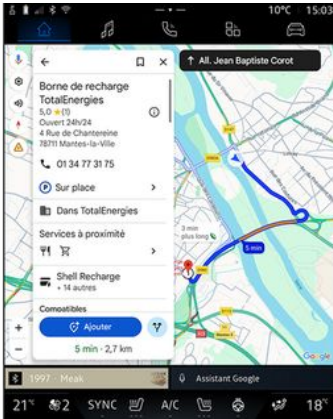 10°C 15:03
↑ All. Jean Baptiste Corot
Borne de recharge
TotalEnergies
5,0 ★(1)
Ouvert 24h/24
4 Rue de Chantereine
78711 Mantes-la-Ville
01 34 77 31 75
P Sur place
Dans TotalEnergies
Services à proximité
Shell Recharge
+ 14 autres
Compatibles
Ajouter
5 min · 2,7 km
3 min
plus long
5 min
Google
1997 - Meak
Assistant Google
21° 2 SYNC A/C 18°